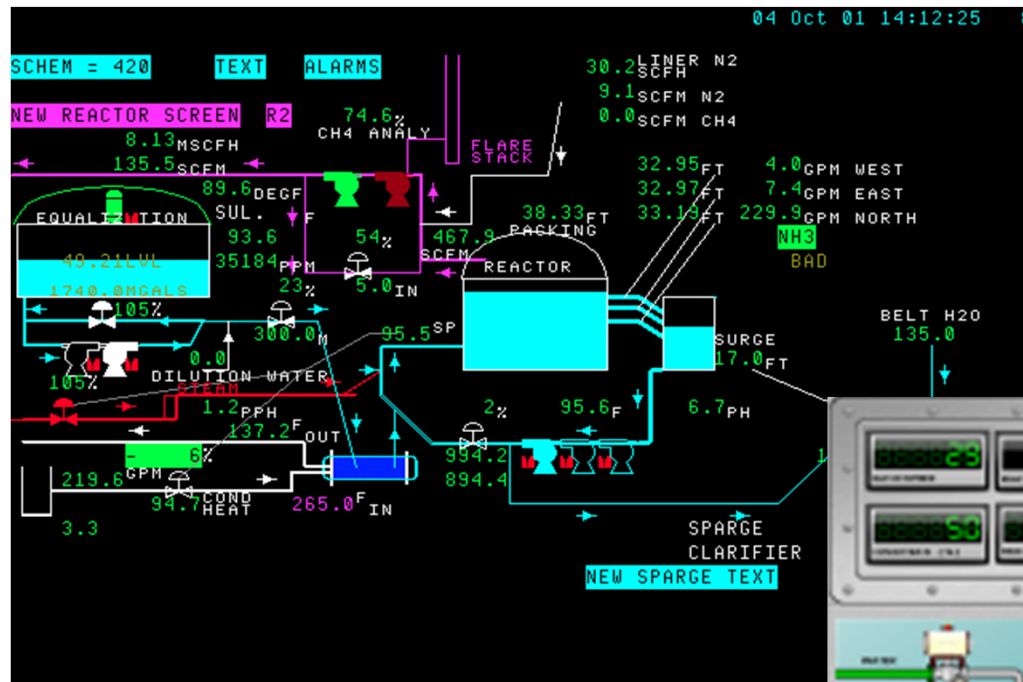 04 Oct 01 14:12:25
SCHEM = 420 TEXT ALARMS
30.2 LINER N2 SCFH
9.1 SCFM N2
0.0 SCFM CH4
NEW REACTOR SCREEN R2
74.6%
CH4 ANALY
8.13 MSCFH
135.5 SCFM
FLARE
STACK
32.95 FT 4.0 GPM WEST
32.97 FT 7.4 GPM EAST
33.19 FT 229.9 GPM NORTH
NH3
BAD
89.6 DEGF
SUL. F
EQUALIZATION
38.33 FT
PACKING
93.6
54%
467.9
SCFM
REACTOR
49.21 LVL
35184 PPM
1740.0 MGALS
23%
5.0 IN
105%
300.0 M
95.5 SP
BELT H2O
135.0
SURGE
17.0 FT
0.0
DILUTION WATER
105%
STEAM
1.2 PPH
2%
95.6 F
6.7 PH
137.2 F OUT
- 6%
GPM
219.6
994.2
894.4
94.7
COND
HEAT
265.0 F IN
3.3
1
SPARGE
CLARIFIER
NEW SPARGE TEXT
29
50